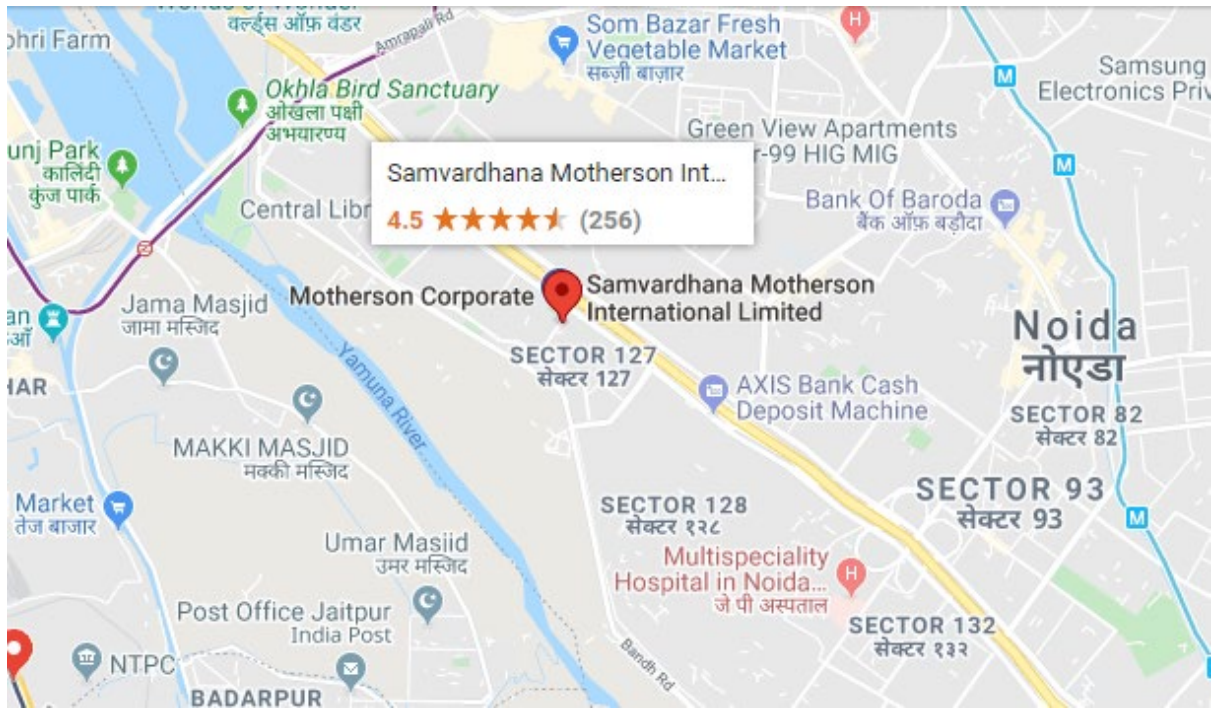 वर्ल्ड्स ऑफ़ वंडर
Amrapali Rd
ohri Farm
Som Bazar Fresh
Vegetable Market
सब्ज़ी बाज़ार
H
M
Samsung
Electronics Priv
Okhla Bird Sanctuary
ओखला पक्षी
अभयारण्य
Green View Apartments
r-99 HIG MIG
M
unj Park
कालिंदी
कुंज पार्क
Samvardhana Motherson Int...
4.5 (256)
Central Libr
Bank Of Baroda
बैंक ऑफ़ बड़ौदा
Motherson Corporate
Samvardhana Motherson
International Limited
Jama Masjid
जामा मस्जिद
an
Noida
नोएडा
SECTOR 127
सेक्टर 127
Yamuna River
HAR
AXIS Bank Cash
Deposit Machine
SECTOR 82
सेक्टर 82
MAKKI MASJID
मक्की मस्जिद
SECTOR 93
सेक्टर 93
Market
तेज बाजार
SECTOR 128
सेक्टर १२८
M
Umar Masjid
उमर मस्जिद
Multispeciality
Hospital in Noida...
जे पी अस्पताल
H
Post Office Jaitpur
India Post
SECTOR 132
सेक्टर १३२
Bandh Rd
NTPC
BADARPUR